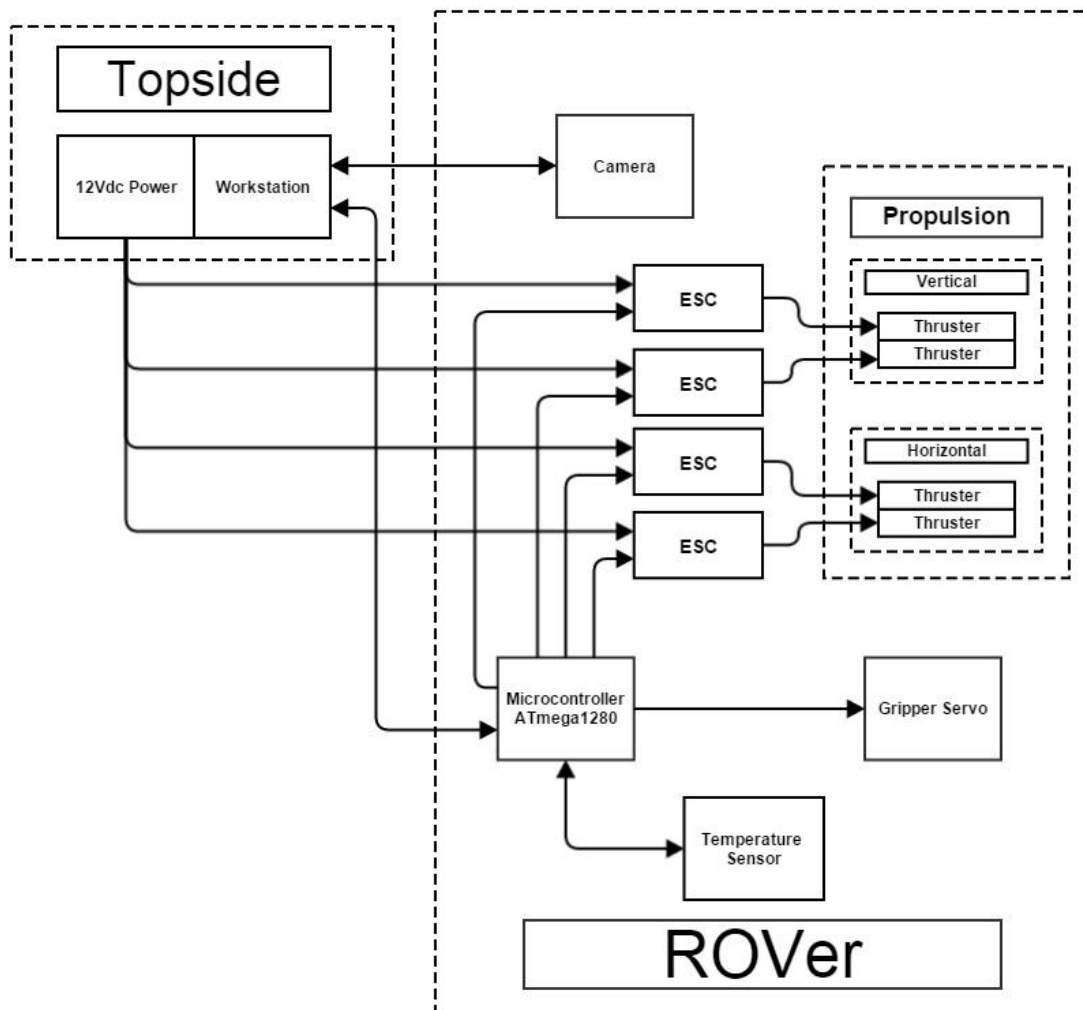 Topside
12Vdc Power
Workstation
Camera
Propulsion
Vertical
ESC
Thruster
Thruster
ESC
Horizontal
ESC
Thruster
Thruster
ESC
Microcontroller
ATmega1280
Gripper Servo
Temperature
Sensor
ROVer